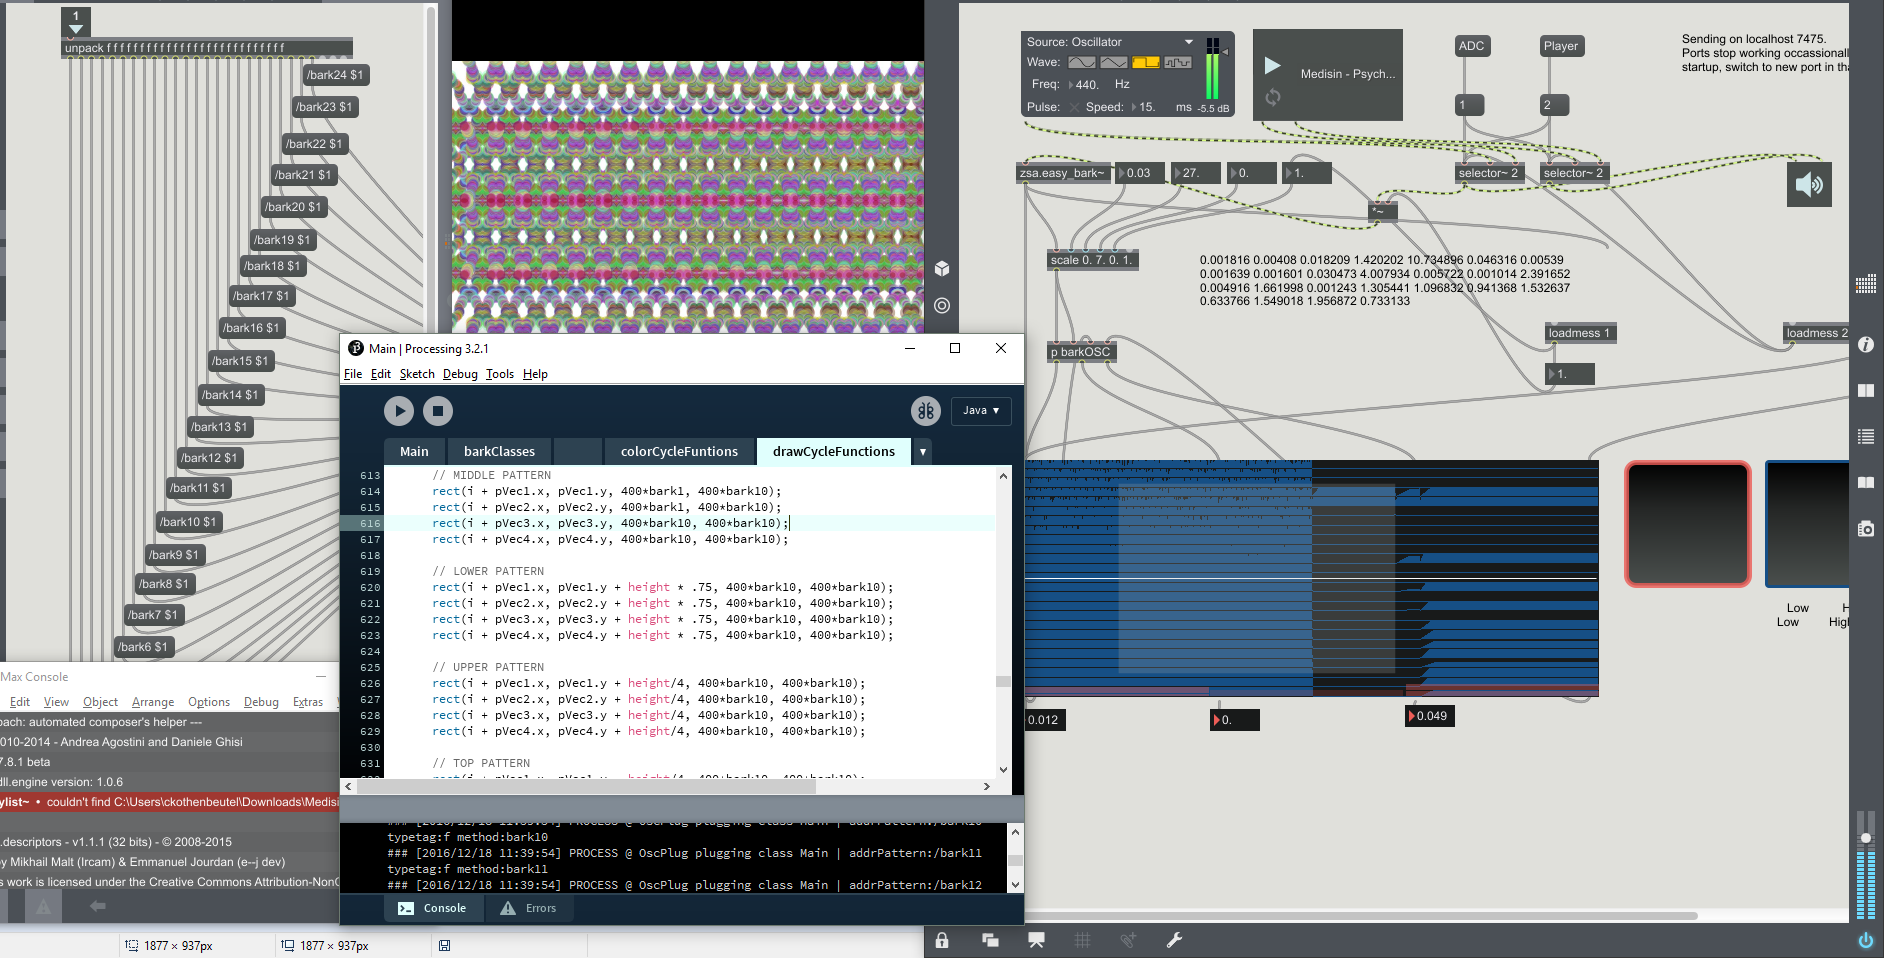 1
unpack f f f f f f f f f f f f f f f f f f f f f f f f f f f
/bark24 $1
/bark23 $1
/bark22 $1
/bark21 $1
/bark20 $1
/bark19 $1
/bark18 $1
/bark17 $1
/bark16 $1
/bark15 $1
/bark14 $1
/bark13 $1
/bark12 $1
/bark11 $1
/bark10 $1
/bark9 $1
/bark8 $1
/bark7 $1
/bark6 $1
Source: Oscillator
Wave:
Freq: 440. Hz
Pulse: Speed: 15. ms -5.5 dB
Medisin - Psych...
ADC
Player
1
2
Sending on localhost 7475.
Ports stop working occassionall
startup, switch to new port in tha
zsa.easy_bark~
0.03
27.
0.
1.
selector~ 2
selector~ 2
*~
scale 0. 7. 0. 1.
0.001816 0.00408 0.018209 1.420202 10.734896 0.046316 0.00539
0.001639 0.001601 0.030473 4.007934 0.005722 0.001014 2.391652
0.004916 1.661998 0.001243 1.305441 1.096832 0.941368 1.532637
0.633766 1.549018 1.956872 0.733133
loadmess 1
loadmess 2
p barkOSC
1.
Low H
Low High
0.012
0.
0.049
Main | Processing 3.2.1
File Edit Sketch Debug Tools Help
Java ▼
Main barkClasses colorCycleFuntions drawCycleFunctions ▼
613 // MIDDLE PATTERN
614 rect(i + pVec1.x, pVec1.y, 400*bark1, 400*bark10);
615 rect(i + pVec2.x, pVec2.y, 400*bark1, 400*bark10);
616 rect(i + pVec3.x, pVec3.y, 400*bark10, 400*bark10);
617 rect(i + pVec4.x, pVec4.y, 400*bark10, 400*bark10);
618
619 // LOWER PATTERN
620 rect(i + pVec1.x, pVec1.y + height * .75, 400*bark10, 400*bark10);
621 rect(i + pVec2.x, pVec2.y + height * .75, 400*bark10, 400*bark10);
622 rect(i + pVec3.x, pVec3.y + height * .75, 400*bark10, 400*bark10);
623 rect(i + pVec4.x, pVec4.y + height * .75, 400*bark10, 400*bark10);
624
625 // UPPER PATTERN
626 rect(i + pVec1.x, pVec1.y + height/4, 400*bark10, 400*bark10);
627 rect(i + pVec2.x, pVec2.y + height/4, 400*bark10, 400*bark10);
628 rect(i + pVec3.x, pVec3.y + height/4, 400*bark10, 400*bark10);
629 rect(i + pVec4.x, pVec4.y + height/4, 400*bark10, 400*bark10);
630
631 // TOP PATTERN
typetag:f method:bark10
### [2016/12/18 11:39:54] PROCESS @ OscPlug plugging class Main | addrPattern:/bark11
typetag:f method:bark11
### [2016/12/18 11:39:54] PROCESS @ OscPlug plugging class Main | addrPattern:/bark12
Console Errors
Max Console
Edit View Object Arrange Options Debug Extras
bach: automated composer's helper ---
010-2014 - Andrea Agostini and Daniele Ghisi
7.8.1 beta
dll.engine version: 1.0.6
ylist~ • couldn't find C:\Users\ckothenbeutel\Downloads\Medisi
.descriptors - v1.1.1 (32 bits) - © 2008-2015
by Mikhail Malt (Ircam) & Emmanuel Jourdan (e--j dev)
s work is licensed under the Creative Commons Attribution-NonC
1877 × 937px
1877 × 937px